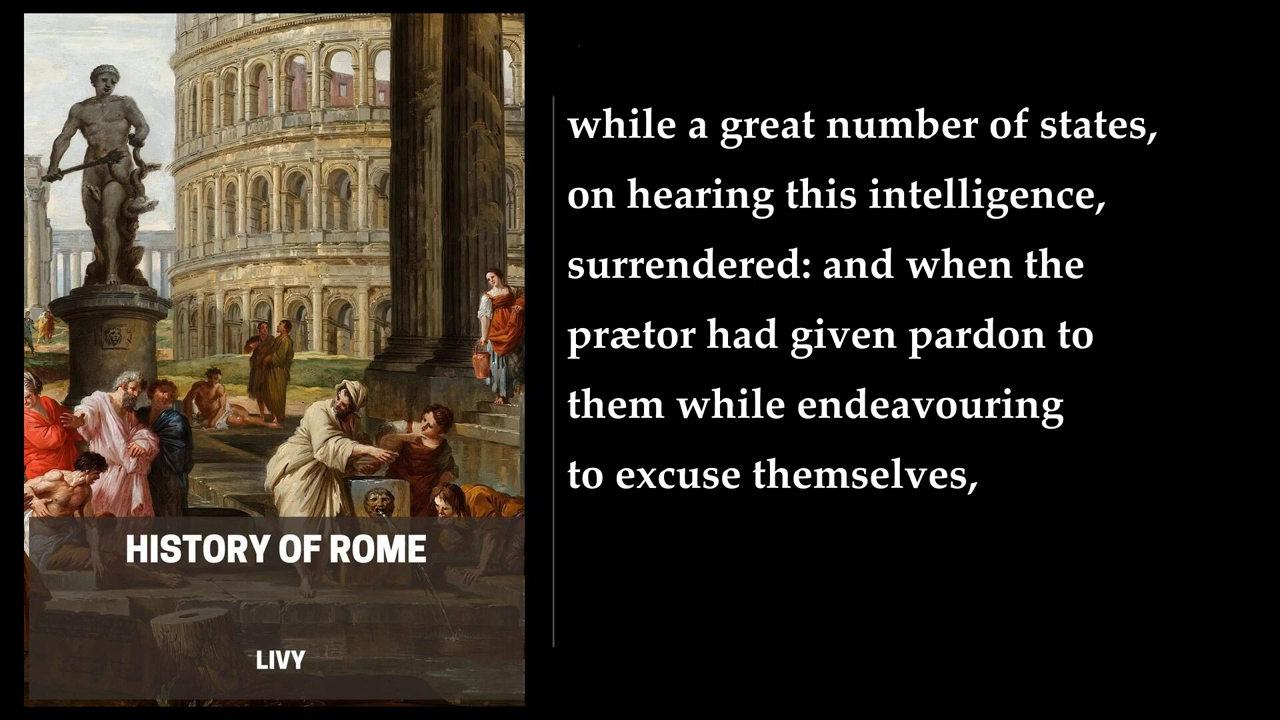 HISTORY OF ROME
LIVY
while a great number of states,
on hearing this intelligence,
surrendered: and when the
prætor had given pardon to
them while endeavouring
to excuse themselves,